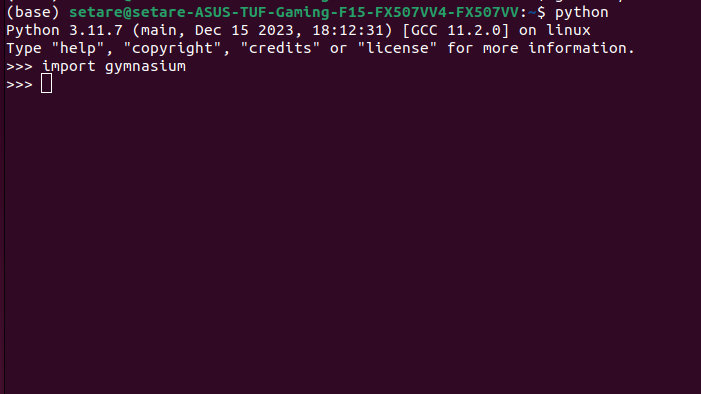 (base) setare@setare-ASUS-TUF-Gaming-F15-FX507VV4-FX507VV:~$ python
Python 3.11.7 (main, Dec 15 2023, 18:12:31) [GCC 11.2.0] on linux
Type "help", "copyright", "credits" or "license" for more information.
>>> import gymnasium
>>>